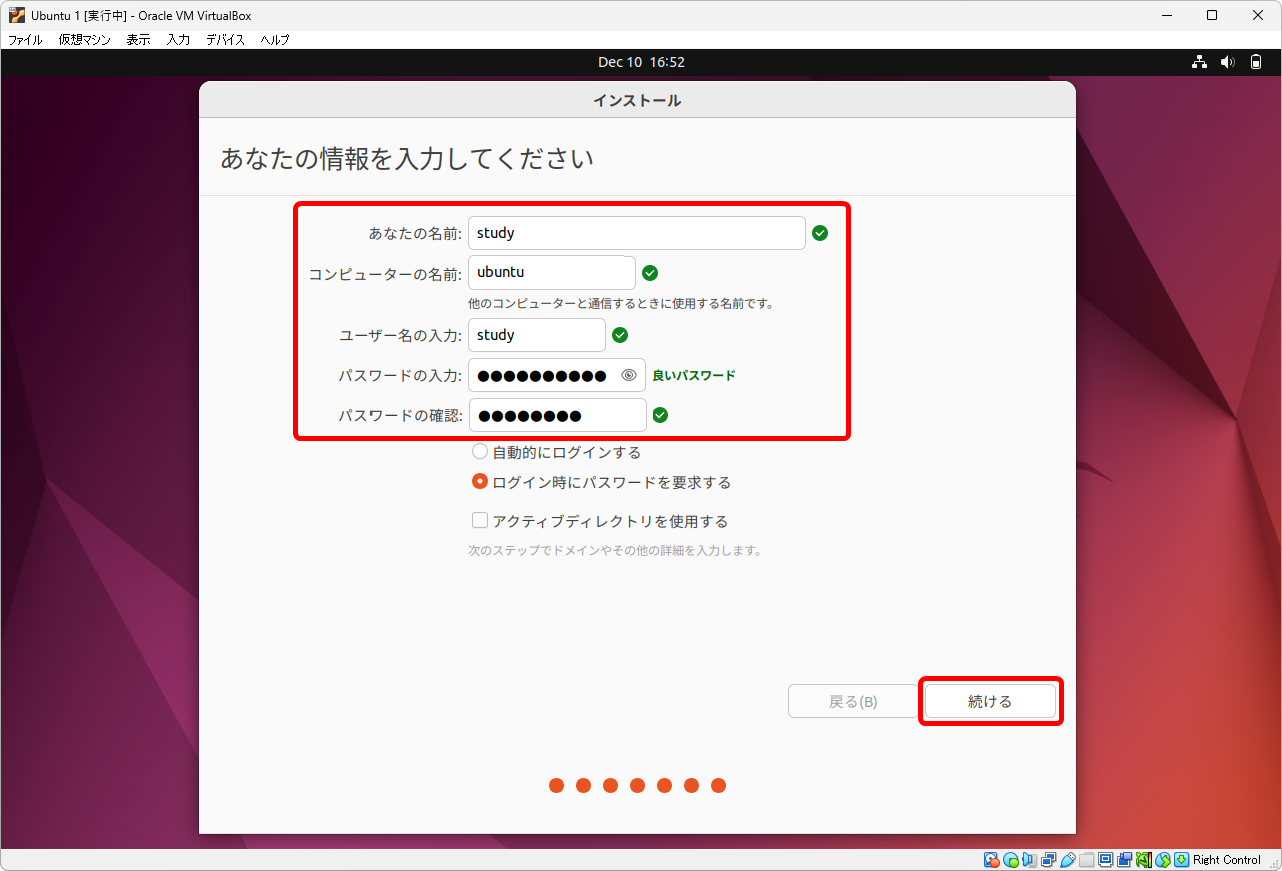 Ubuntu 1 [実行中] - Oracle VM VirtualBox
ファイル 仮想マシン 表示 入力 デバイス ヘルプ
Dec 10 16:52
インストール
あなたの情報を入力してください
あなたの名前: study
コンピューターの名前: ubuntu
他のコンピューターと通信するときに使用する名前です。
ユーザー名の入力: study
パスワードの入力: ●●●●●●●●●● 良いパスワード
パスワードの確認: ●●●●●●●●
自動的にログインする
ログイン時にパスワードを要求する
アクティブディレクトリを使用する
次のステップでドメインやその他の詳細を入力します。
戻る(B) 続ける
Right Control